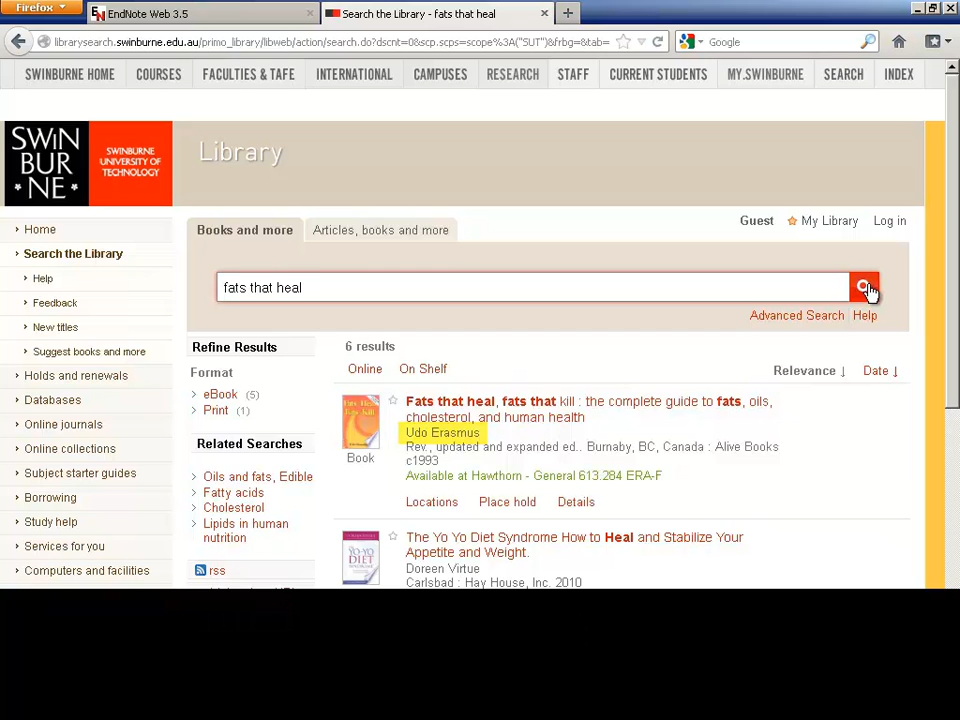 Firefox
EndNote Web 3.5
Search the Library - fats that heal
librarysearch.swinburne.edu.au/primo_library/libweb/action/search.do?dscnt=0&scp.scps=scope%3A("SUT")&frbg=&tab=
Google
SWINBURNE HOME COURSES FACULTIES & TAFE INTERNATIONAL CAMPUSES RESEARCH STAFF CURRENT STUDENTS MY.SWINBURNE SEARCH INDEX
SWIN
BUR
NE
SWINBURNE
UNIVERSITY OF
TECHNOLOGY
Library
Home
Search the Library
Help
Feedback
New titles
Suggest books and more
Holds and renewals
Databases
Online journals
Online collections
Subject starter guides
Borrowing
Study help
Services for you
Computers and facilities
Guest My Library Log in
Books and more Articles, books and more
fats that heal
Advanced Search Help
Refine Results
Format
eBook (5)
Print (1)
Related Searches
Oils and fats, Edible
Fatty acids
Cholesterol
Lipids in human
nutrition
rss
6 results
Online On Shelf Relevance ↓ Date ↓
Fats that heal, fats that kill : the complete guide to fats, oils,
cholesterol, and human health
Udo Erasmus
Rev., updated and expanded ed.. Burnaby, BC, Canada : Alive Books
c1993
Available at Hawthorn - General 613.284 ERA-F
Book
Locations Place hold Details
The Yo Yo Diet Syndrome How to Heal and Stabilize Your
Appetite and Weight.
Doreen Virtue
Carlsbad : Hay House, Inc. 2010